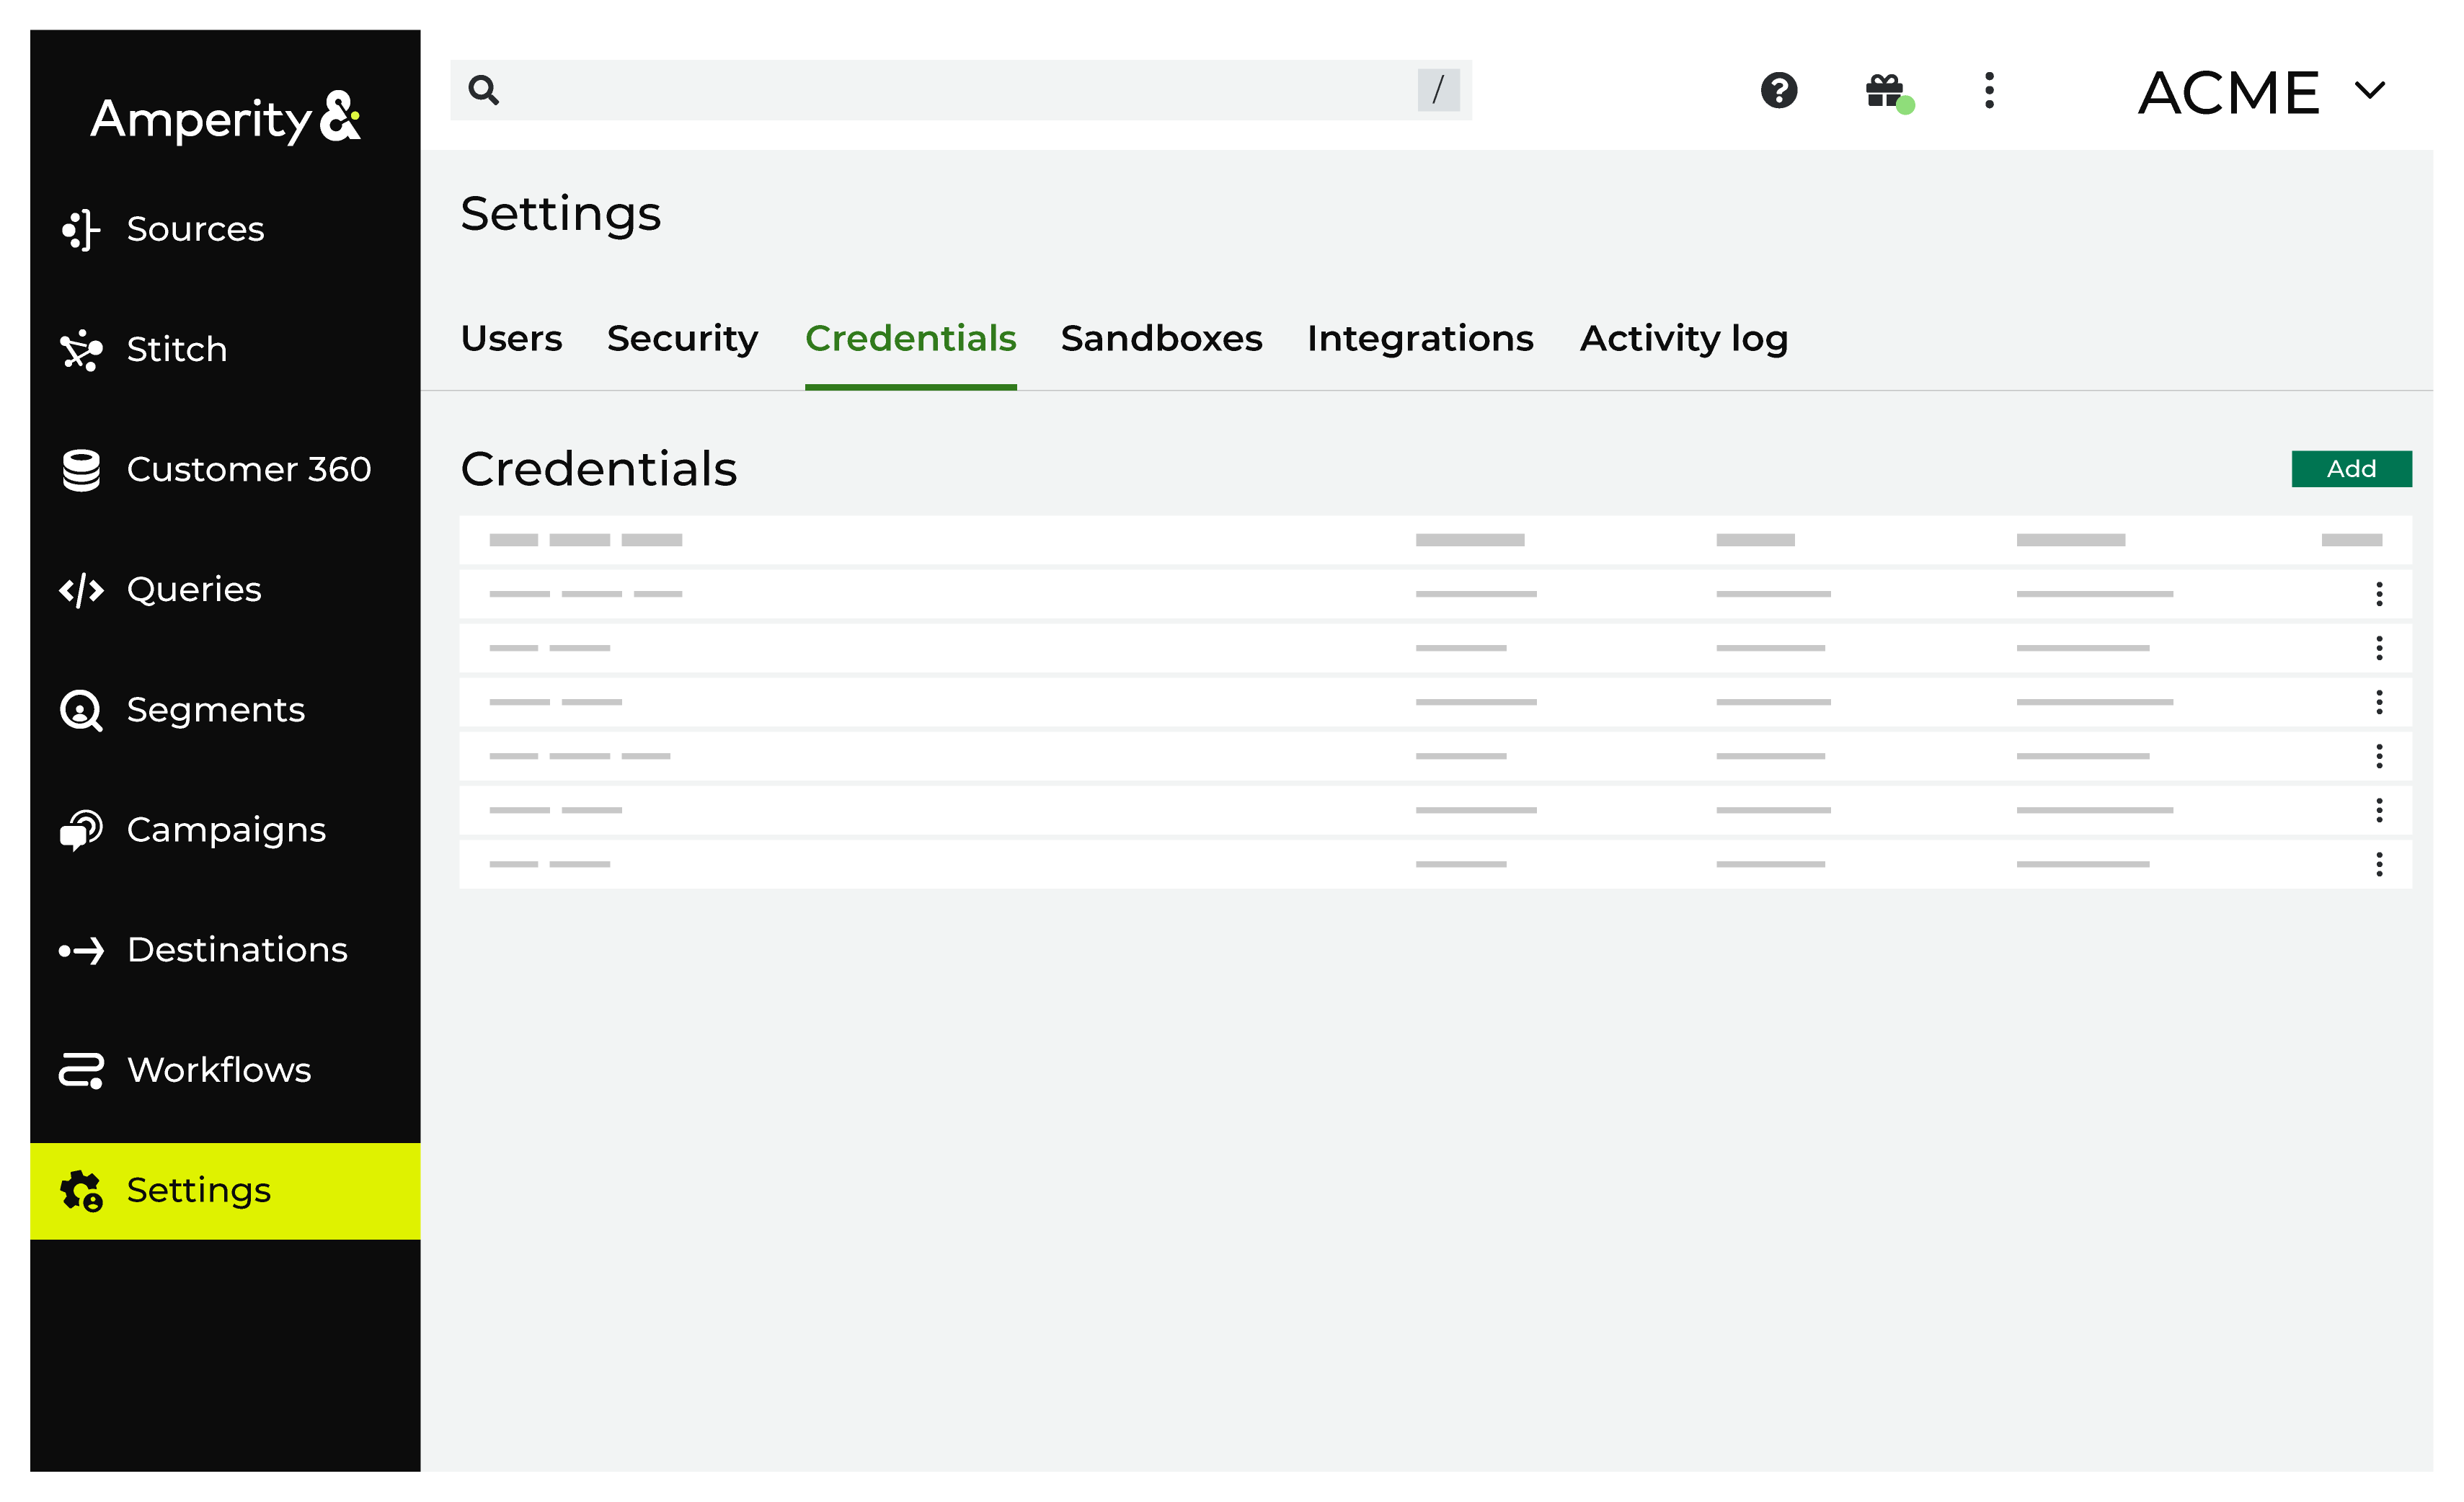 Amperity&
/
ACME
Sources
Stitch
Customer 360
Queries
Segments
Campaigns
Destinations
Workflows
Settings
Settings
Users Security Credentials Sandboxes Integrations Activity log
Credentials
Add